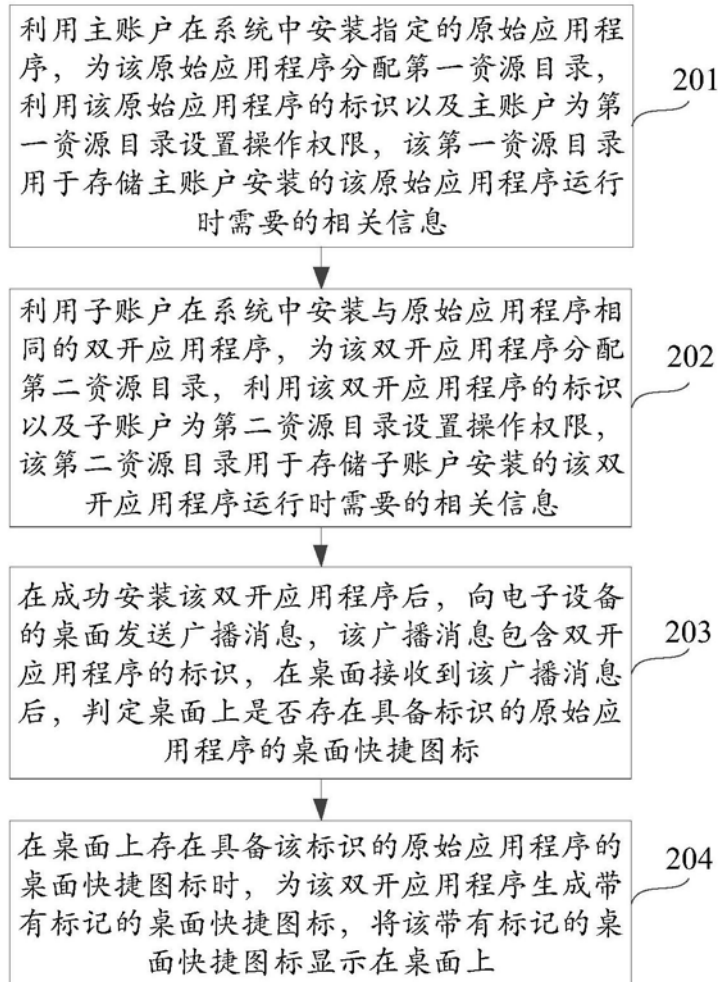 利用主账户在系统中安装指定的原始应用程
序，为该原始应用程序分配第一资源目录，
利用该原始应用程序的标识以及主账户为第
一资源目录设置操作权限，该第一资源目录
用于存储主账户安装的该原始应用程序运行
时需要的相关信息
201
利用子账户在系统中安装与原始应用程序相
同的双开应用程序，为该双开应用程序分配
第二资源目录，利用该双开应用程序的标识
以及子账户为第二资源目录设置操作权限，
该第二资源目录用于存储子账户安装的该双
开应用程序运行时需要的相关信息
202
在成功安装该双开应用程序后，向电子设备
的桌面发送广播消息，该广播消息包含双开
应用程序的标识，在桌面接收到该广播消息
后，判定桌面上是否存在具备标识的原始应
用程序的桌面快捷图标
203
在桌面上存在具备该标识的原始应用程序的
桌面快捷图标时，为该双开应用程序生成带
有标记的桌面快捷图标，将该带有标记的桌
面快捷图标显示在桌面上
204